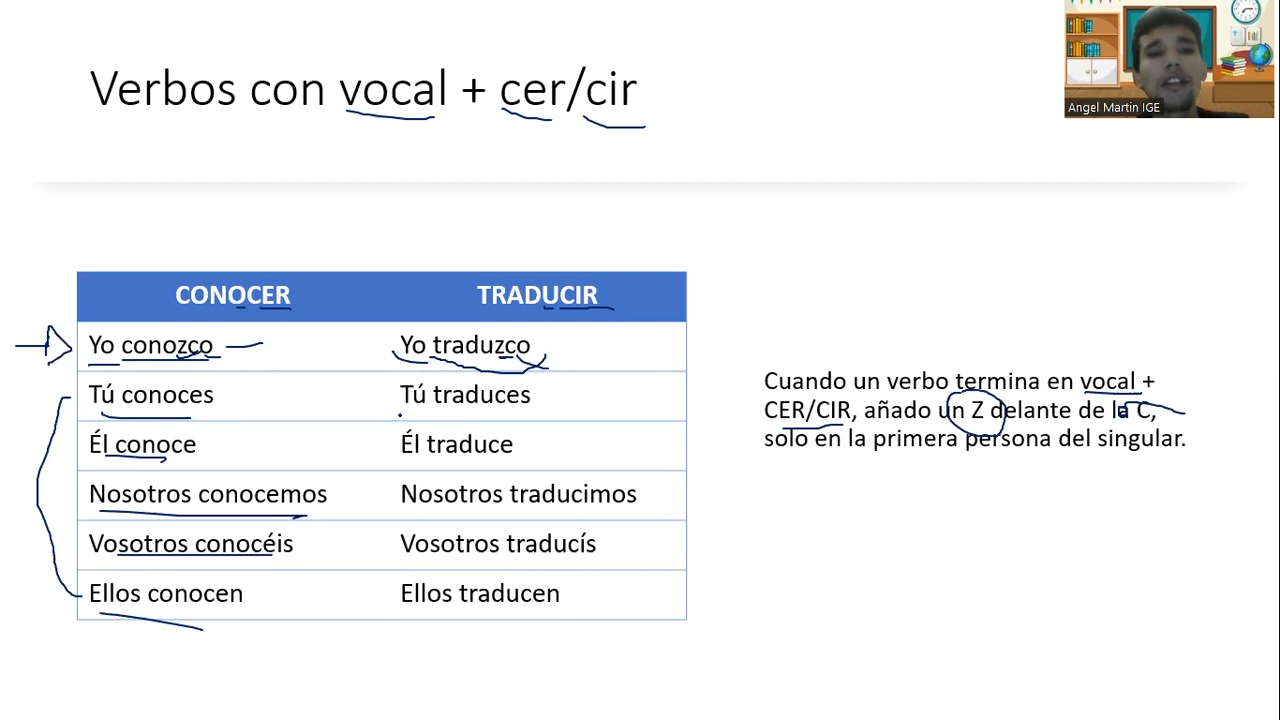 Verbos con vocal + cer/cir
Angel Martin IGE
CONOCER TRADUCIR
Yo conozco Yo traduzco
Tú conoces Tú traduces
Él conoce Él traduce
Nosotros conocemos Nosotros traducimos
Vosotros conocéis Vosotros traducís
Ellos conocen Ellos traducen
Cuando un verbo termina en vocal +
CER/CIR, añado un Z delante de la C,
solo en la primera persona del singular.